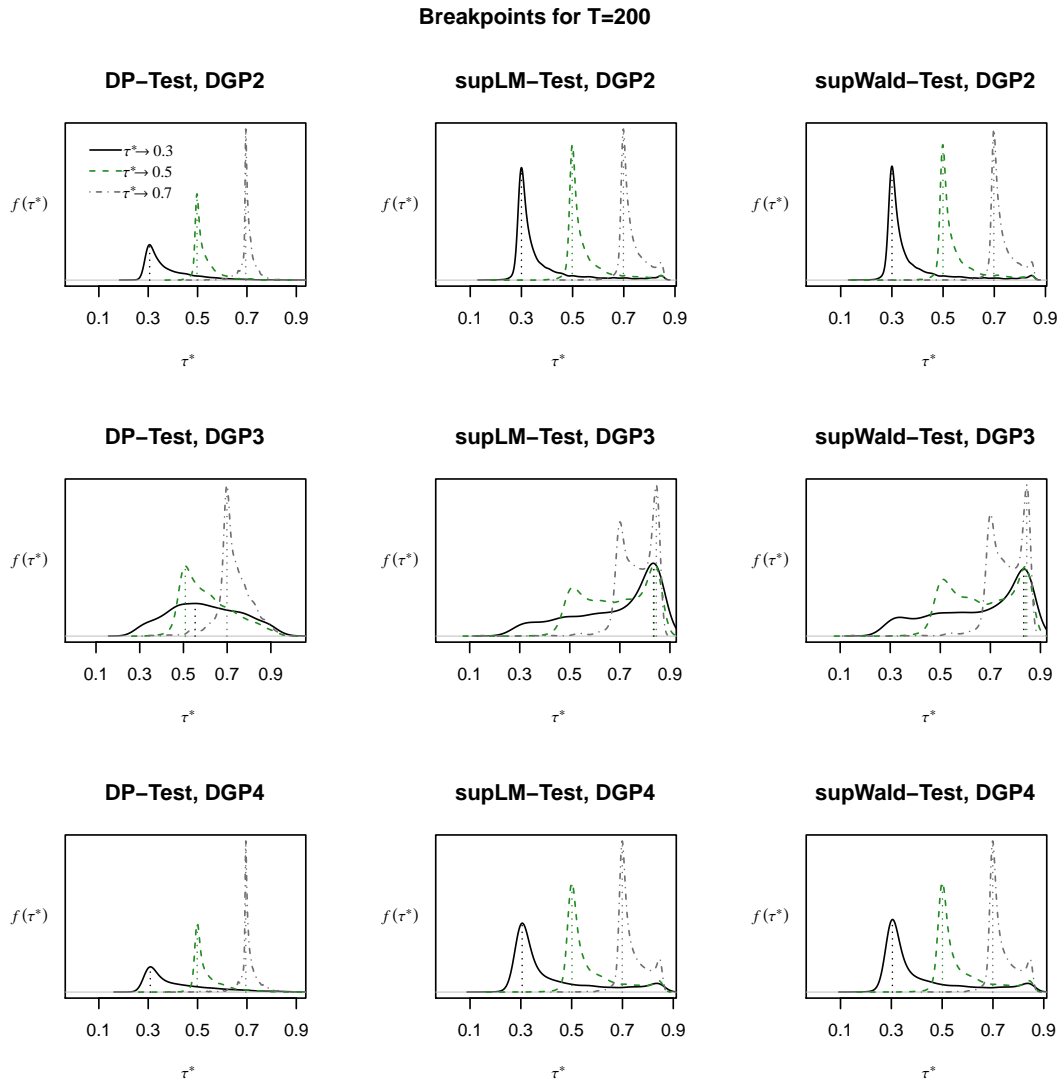 Breakpoints for T=200
DP−Test, DGP2
supLM−Test, DGP2
supWald−Test, DGP2
τ*→ 0.3
τ*→ 0.5
τ*→ 0.7
f(τ*)
f(τ*)
f(τ*)
0.1 0.3 0.5 0.7 0.9
0.1 0.3 0.5 0.7 0.9
0.1 0.3 0.5 0.7 0.9
τ*
τ*
τ*
DP−Test, DGP3
supLM−Test, DGP3
supWald−Test, DGP3
f(τ*)
f(τ*)
f(τ*)
0.1 0.3 0.5 0.7 0.9
0.1 0.3 0.5 0.7 0.9
0.1 0.3 0.5 0.7 0.9
τ*
τ*
τ*
DP−Test, DGP4
supLM−Test, DGP4
supWald−Test, DGP4
f(τ*)
f(τ*)
f(τ*)
0.1 0.3 0.5 0.7 0.9
0.1 0.3 0.5 0.7 0.9
0.1 0.3 0.5 0.7 0.9
τ*
τ*
τ*